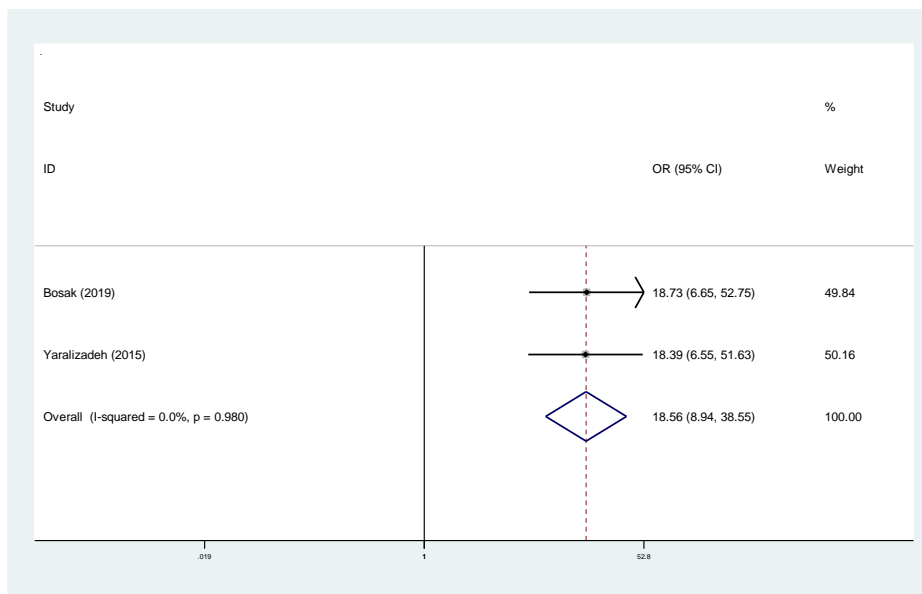 .
Study %
ID OR (95% CI) Weight
Bosak (2019) 18.73 (6.65, 52.75) 49.84
Yaralizadeh (2015) 18.39 (6.55, 51.63) 50.16
Overall (I-squared = 0.0%, p = 0.980) 18.56 (8.94, 38.55) 100.00
.019 1 52.8